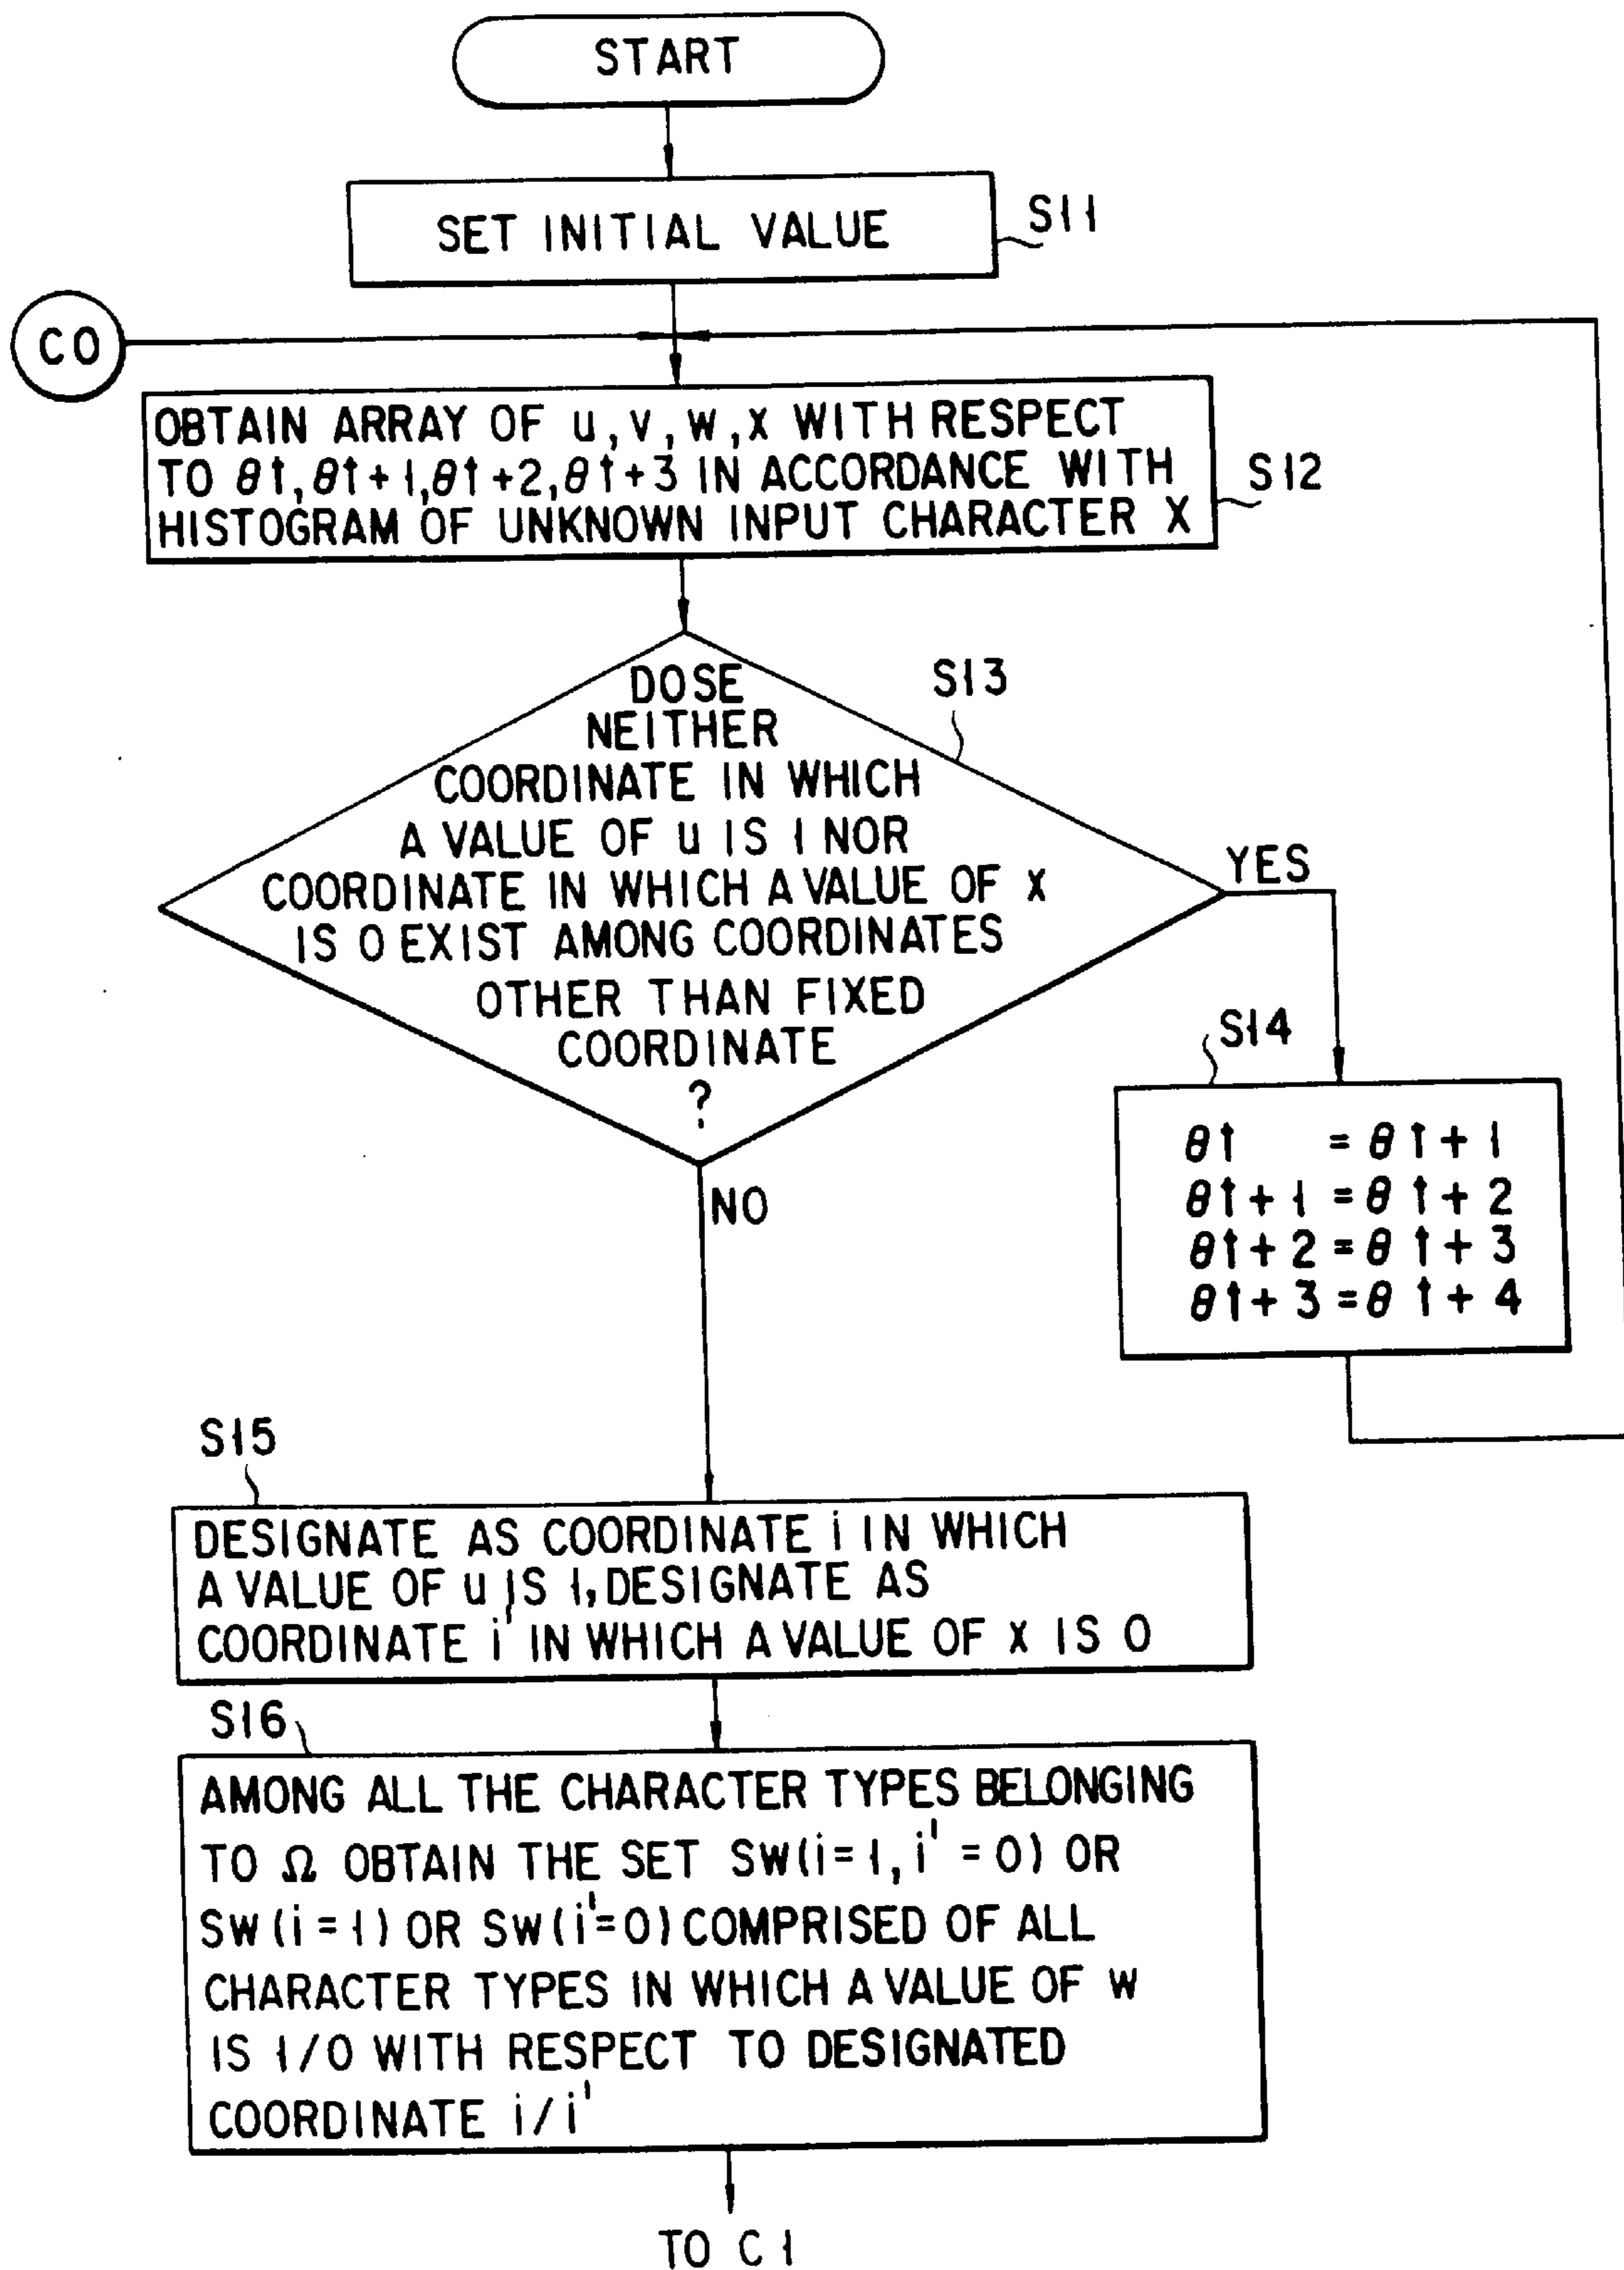 START
SET INITIAL VALUE
S11
C0
OBTAIN ARRAY OF u, v, w, x WITH RESPECT
TO θt, θt+1, θt+2, θt+3 IN ACCORDANCE WITH
HISTOGRAM OF UNKNOWN INPUT CHARACTER X
S12
DOSE
NEITHER
COORDINATE IN WHICH
A VALUE OF u IS 1 NOR
COORDINATE IN WHICH A VALUE OF x
IS 0 EXIST AMONG COORDINATES
OTHER THAN FIXED
COORDINATE
?
S13
YES
S14
θt = θt+1
θt+1 = θt+2
θt+2 = θt+3
θt+3 = θt+4
NO
S15
DESIGNATE AS COORDINATE i IN WHICH
A VALUE OF u IS 1, DESIGNATE AS
COORDINATE i' IN WHICH A VALUE OF x IS 0
S16
AMONG ALL THE CHARACTER TYPES BELONGING
TO Ω OBTAIN THE SET SW(i=1, i'=0) OR
SW(i=1) OR SW(i'=0) COMPRISED OF ALL
CHARACTER TYPES IN WHICH A VALUE OF w
IS 1/0 WITH RESPECT TO DESIGNATED
COORDINATE i/i'
TO C1